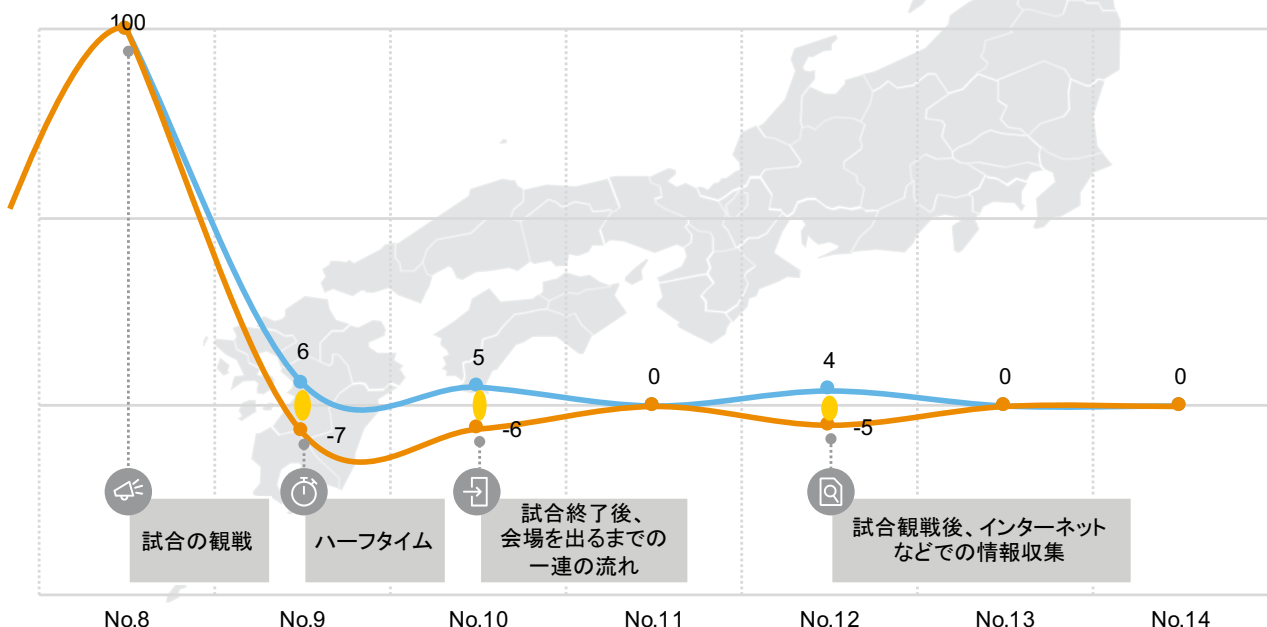 100
6
5
0
4
0
0
-7
-6
-5
試合の観戦
ハーフタイム
試合終了後、
会場を出るまでの
一連の流れ
試合観戦後、インターネット
などでの情報収集
No.8
No.9
No.10
No.11
No.12
No.13
No.14